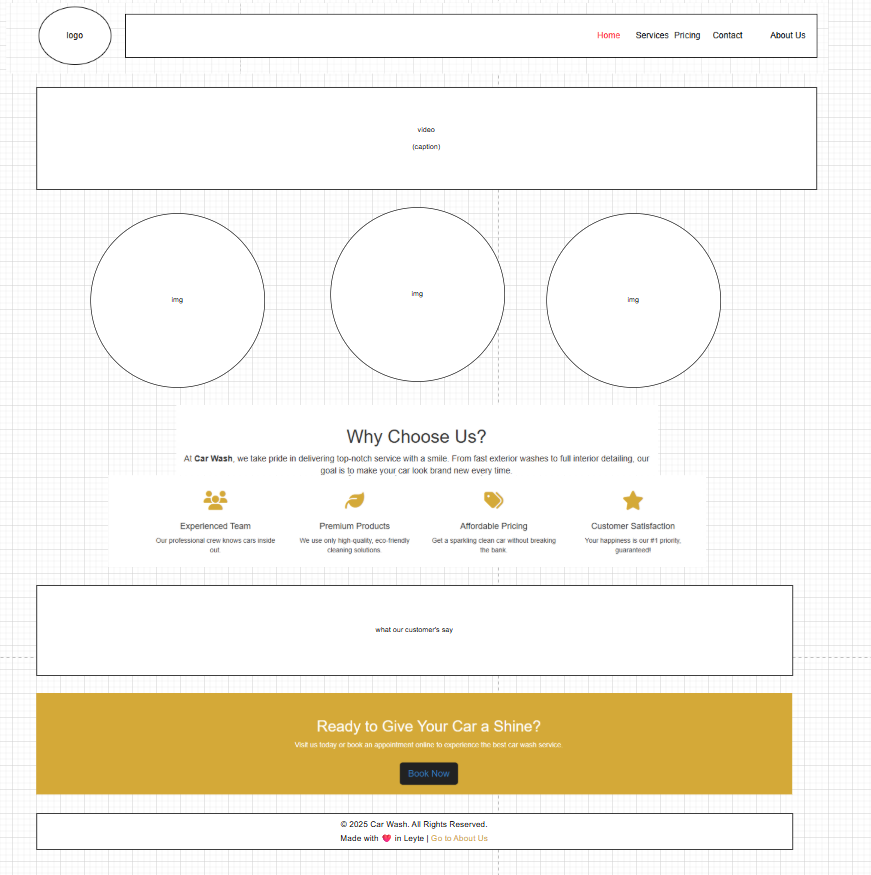 logo
Home Services Pricing Contact About Us
video
(caption)
img img img
Why Choose Us?
At Car Wash, we take pride in delivering top-notch service with a smile. From fast exterior washes to full interior detailing, our
goal is to make your car look brand new every time.
Experienced Team
Our professional crew knows cars inside
out.
Premium Products
We use only high-quality, eco-friendly
cleaning solutions.
Affordable Pricing
Get a sparkling clean car without breaking
the bank.
Customer Satisfaction
Your happiness is our #1 priority,
guaranteed!
what our customer's say
Ready to Give Your Car a Shine?
Visit us today or book an appointment online to experience the best car wash service.
Book Now
© 2025 Car Wash. All Rights Reserved.
Made with ❤️ in Leyte | Go to About Us